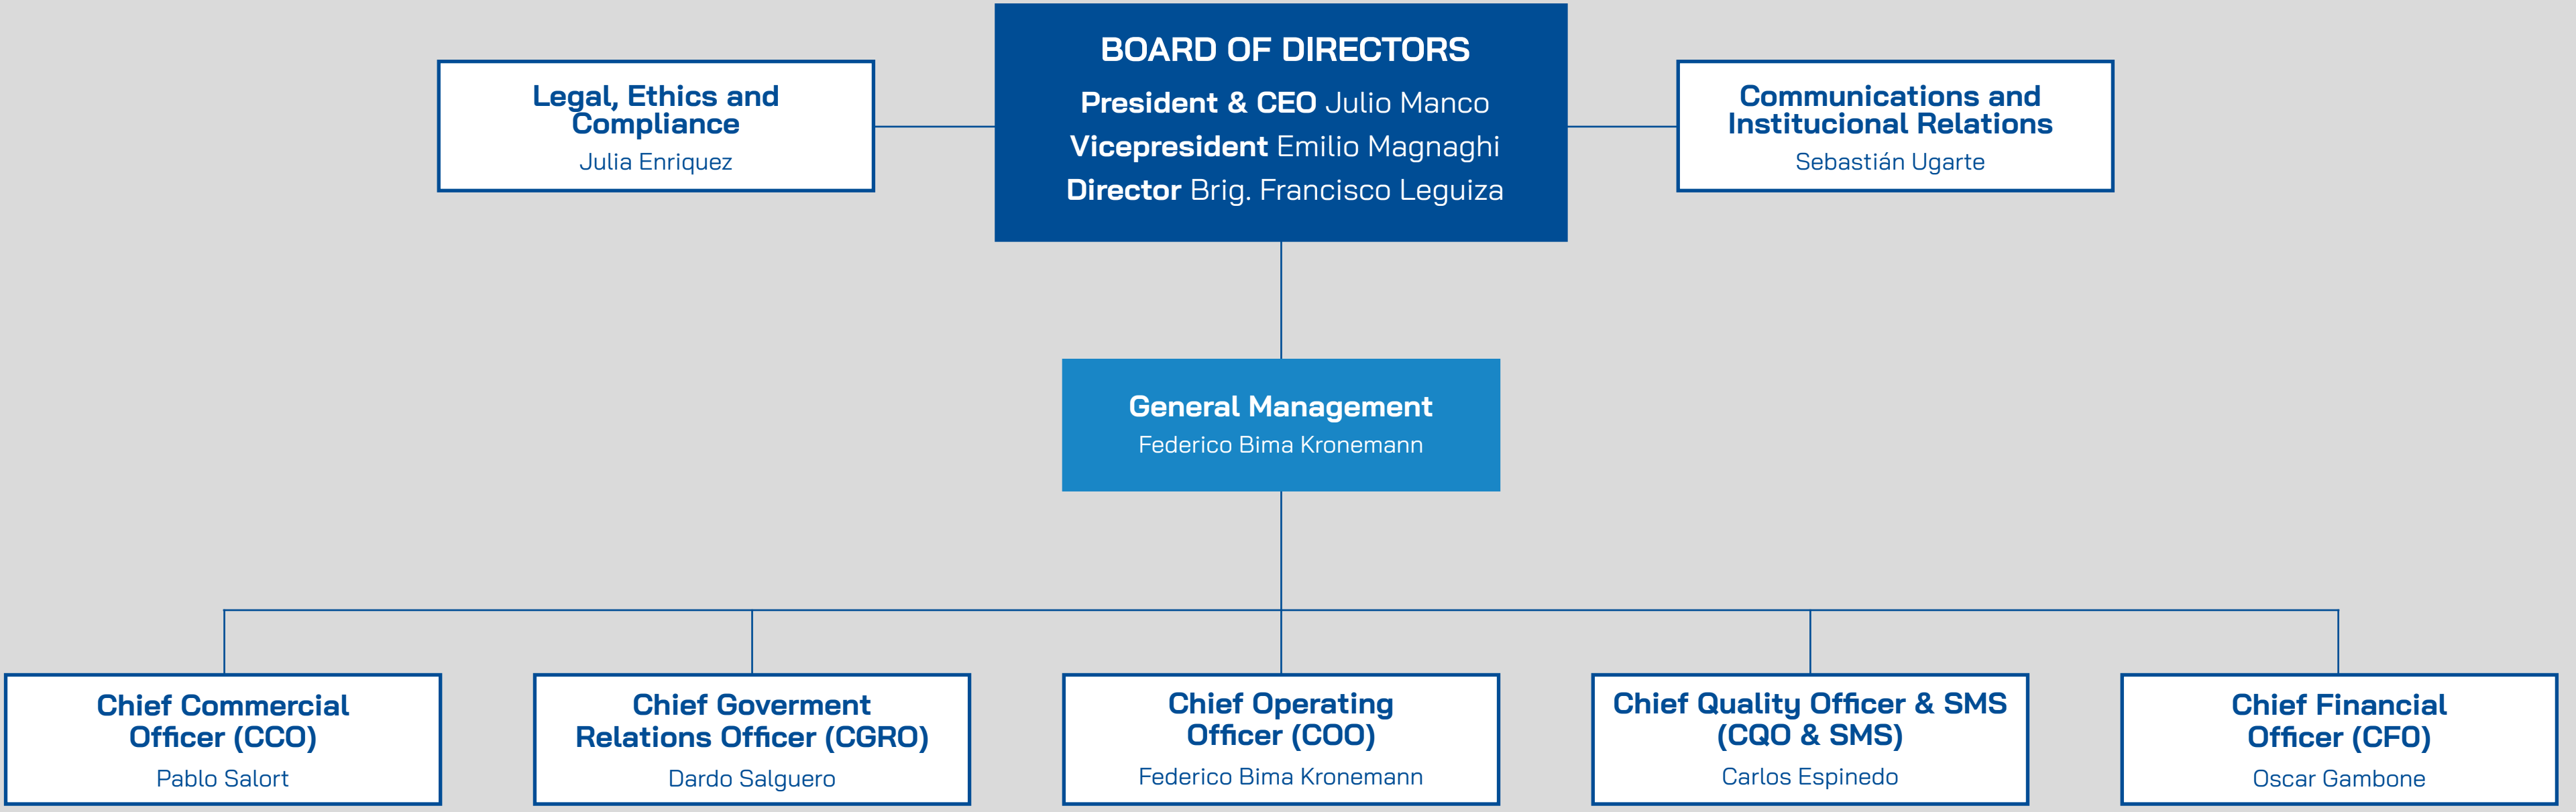 BOARD OF DIRECTORS
President & CEO Julio Manco
Vicepresident Emilio Magnaghi
Director Brig. Francisco Leguiza
Legal, Ethics and
Compliance
Julia Enriquez
Communications and
Institucional Relations
Sebastián Ugarte
General Management
Federico Bima Kronemann
Chief Commercial
Officer (CCO)
Pablo Salort
Chief Goverment
Relations Officer (CGRO)
Dardo Salguero
Chief Operating
Officer (COO)
Federico Bima Kronemann
Chief Quality Officer & SMS
(CQO & SMS)
Carlos Espinedo
Chief Financial
Officer (CFO)
Oscar Gambone